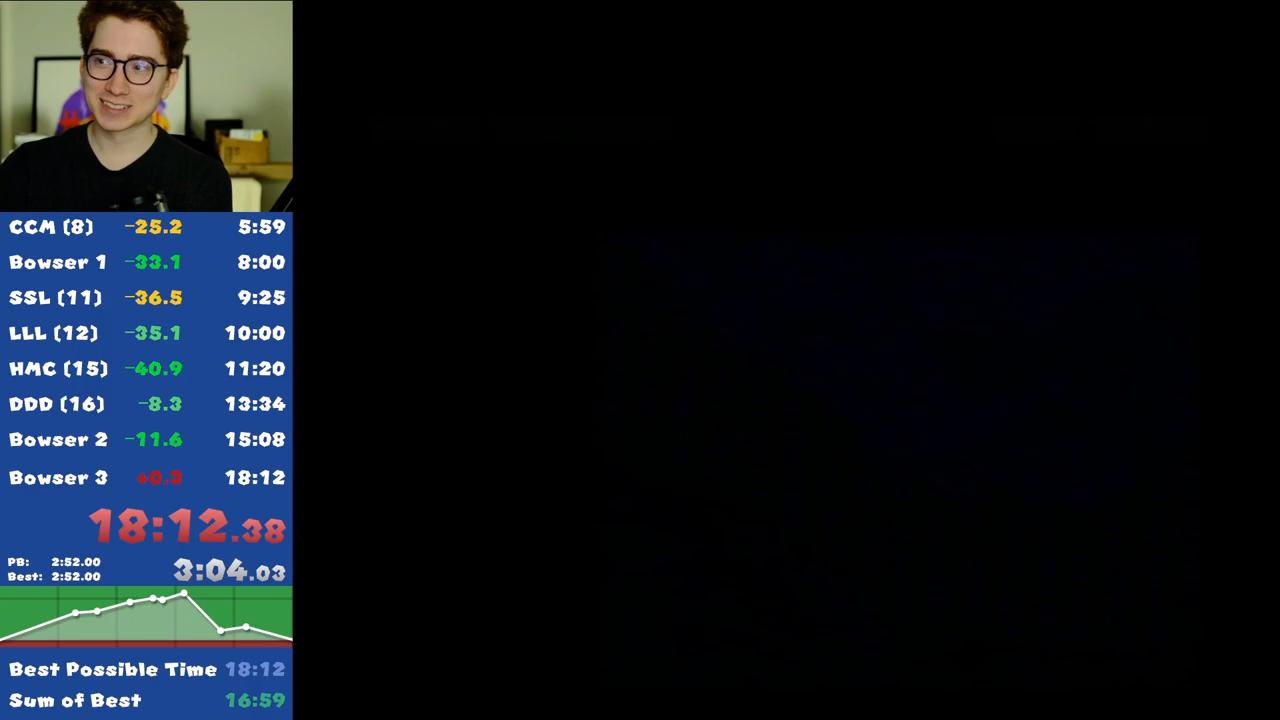 CCM (8) -25.2 5:59
Bowser 1 -33.1 8:00
SSL (11) -36.5 9:25
LLL (12) -35.1 10:00
HMC (15) -40.9 11:20
DDD (16) -8.3 13:34
Bowser 2 -11.6 15:08
Bowser 3 +0.3 18:12
18:12.38
PB: 2:52.00
Best: 2:52.00
3:04.03
Best Possible Time 18:12
Sum of Best 16:59